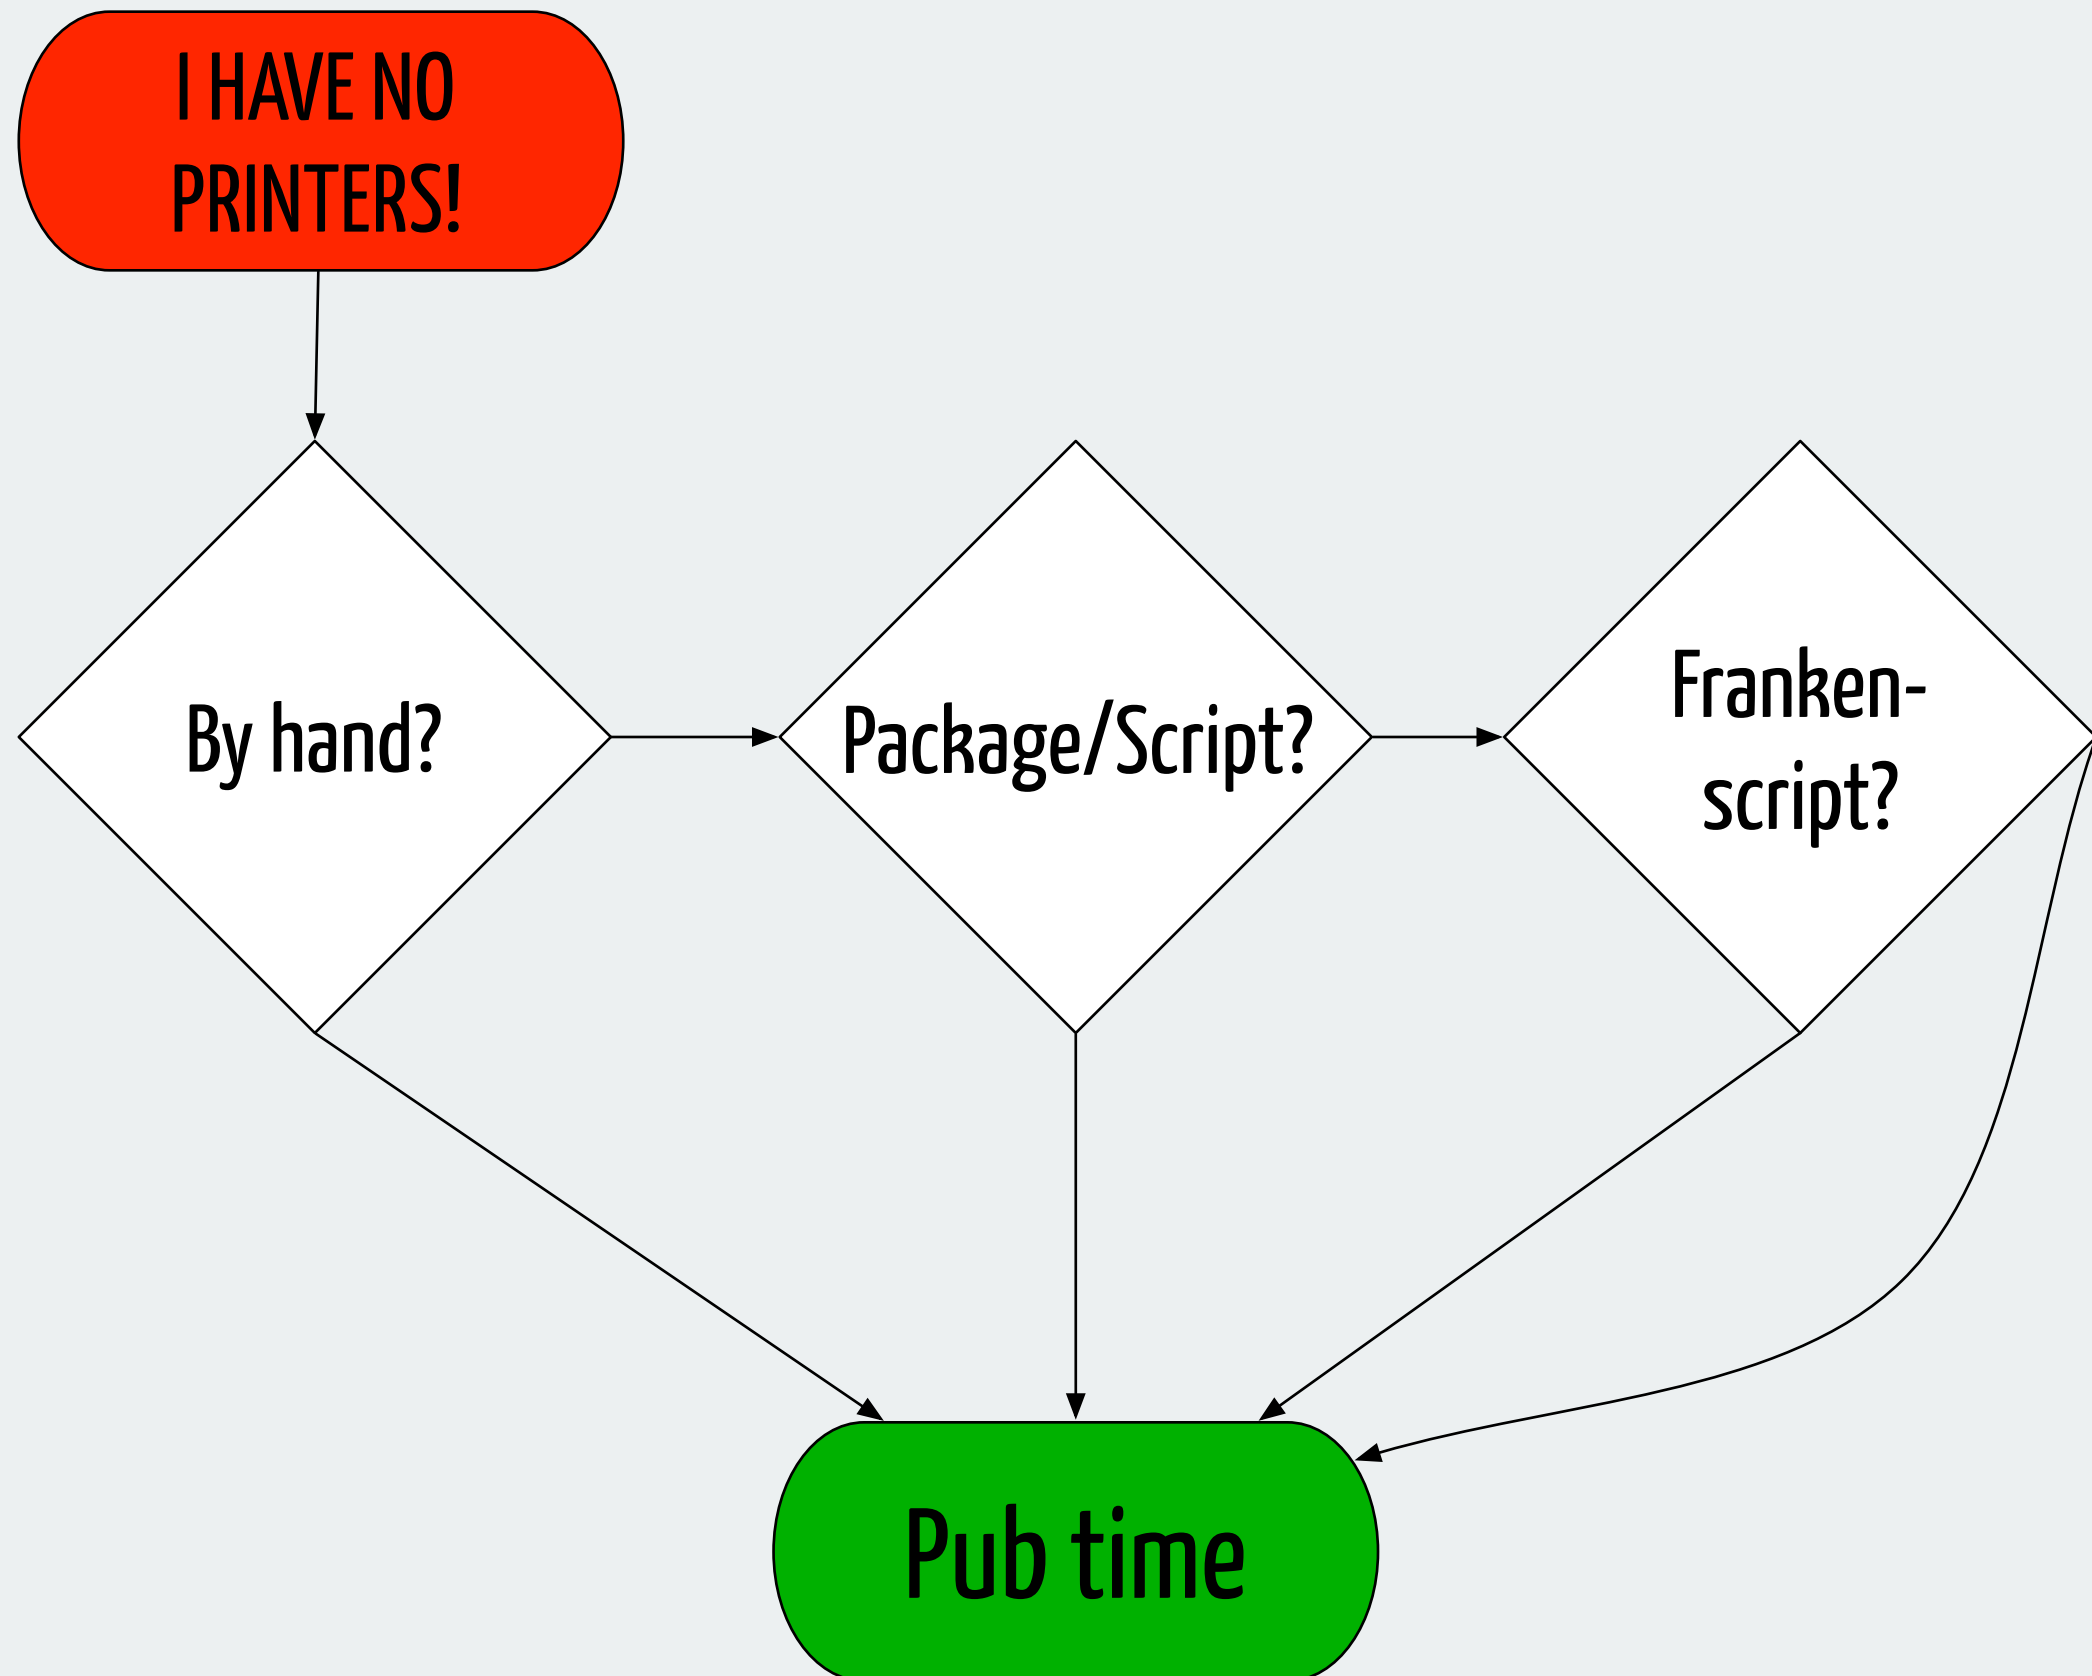 I HAVE NO
PRINTERS!
By hand?
Package/Script?
Franken-
script?
Pub time